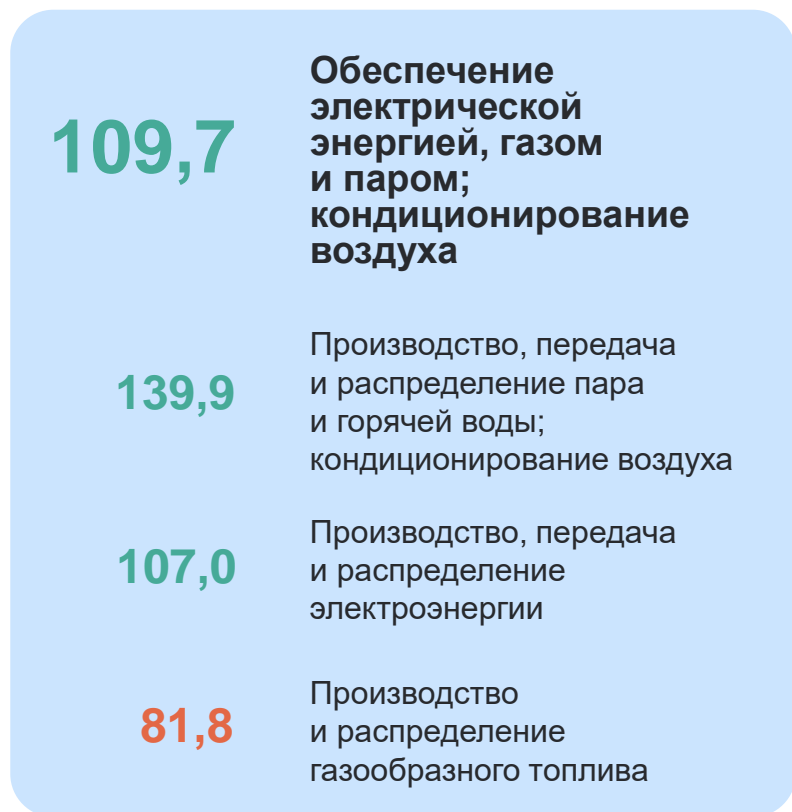 109,7
Обеспечение
электрической
энергией, газом
и паром;
кондиционирование
воздуха
139,9
Производство, передача
и распределение пара
и горячей воды;
кондиционирование воздуха
107,0
Производство, передача
и распределение
электроэнергии
81,8
Производство
и распределение
газообразного топлива